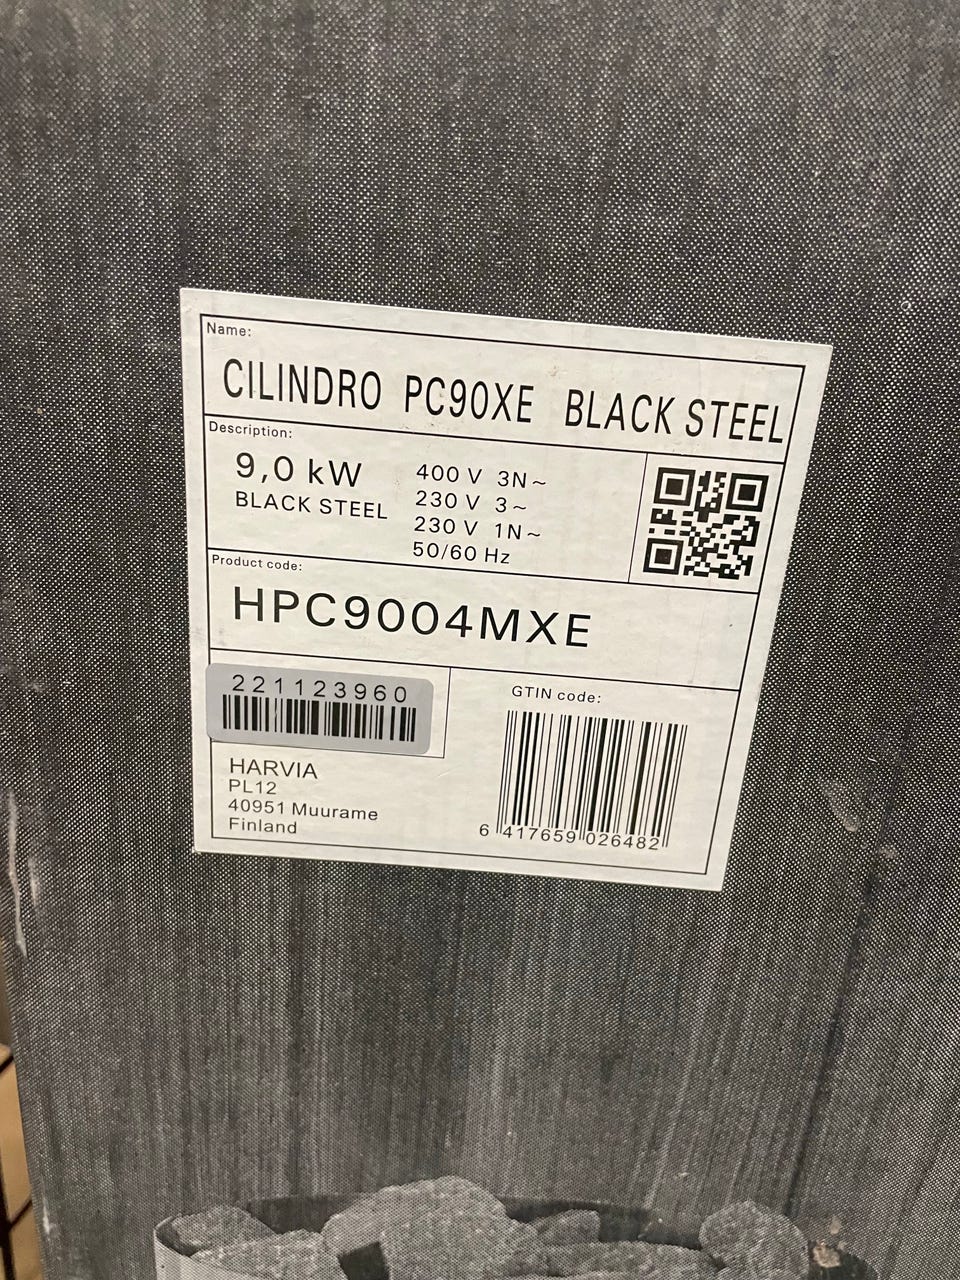 Name:
CILINDRO PC90XE BLACK STEEL
Description:
9,0 kW
BLACK STEEL
400 V 3N~
230 V 3~
230 V 1N~
50/60 Hz
Product code:
HPC9004MXE
221123960
HARVIA
PL12
40951 Muurame
Finland
GTIN code:
6 417659 026482